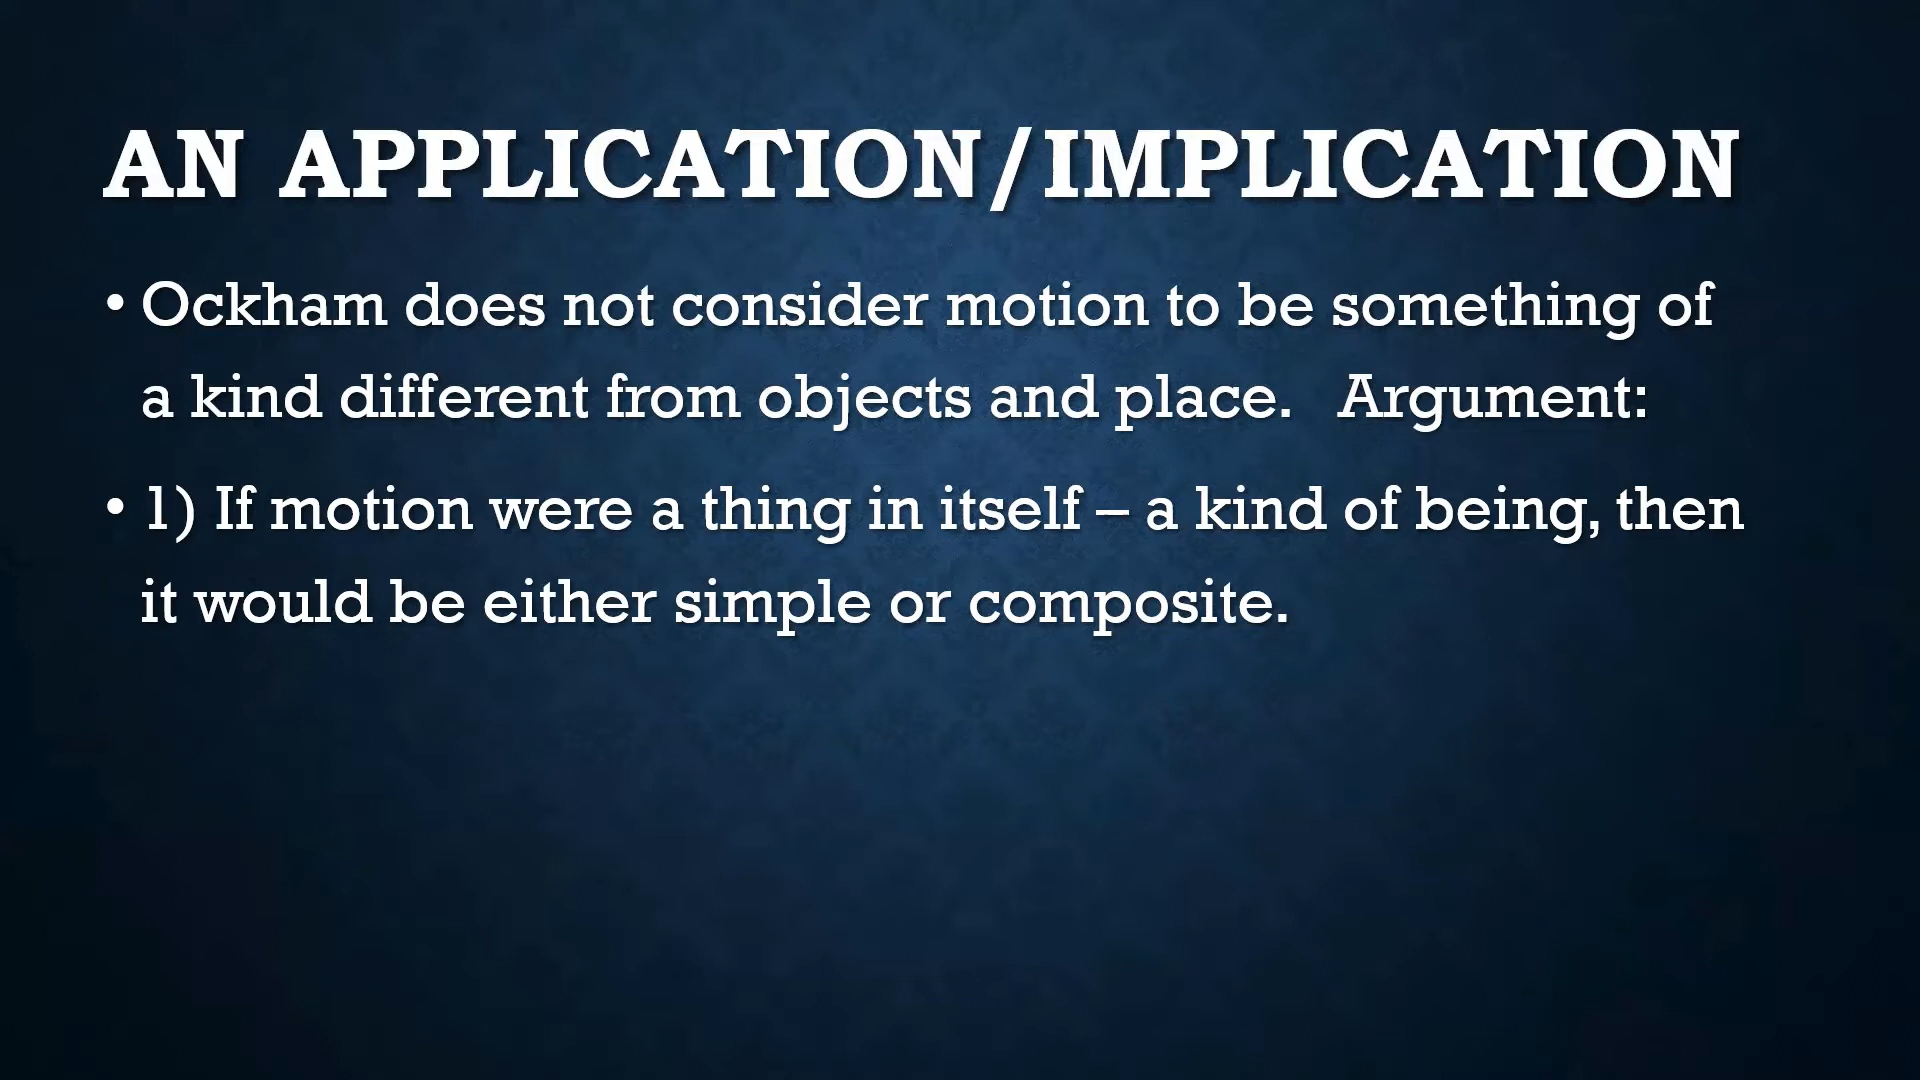 AN APPLICATION/IMPLICATION
• Ockham does not consider motion to be something of
a kind different from objects and place.   Argument:
• 1) If motion were a thing in itself – a kind of being, then
it would be either simple or composite.